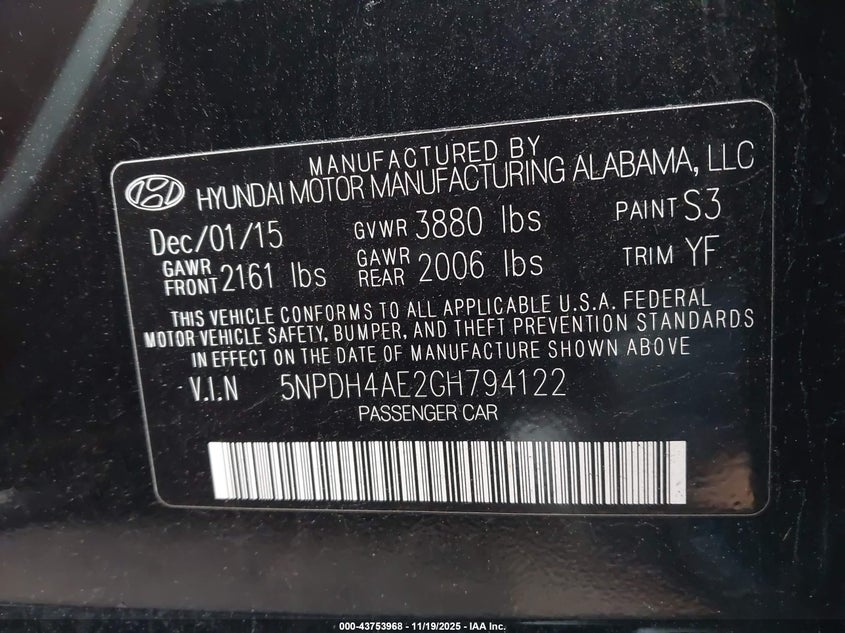 MANUFACTURED BY
HYUNDAI MOTOR MANUFACTURING ALABAMA, LLC
Dec/01/15 GVWR 3880 lbs PAINT S3
GAWR FRONT 2161 lbs GAWR REAR 2006 lbs TRIM YF
THIS VEHICLE CONFORMS TO ALL APPLICABLE U.S.A. FEDERAL
MOTOR VEHICLE SAFETY, BUMPER, AND THEFT PREVENTION STANDARDS
IN EFFECT ON THE DATE OF MANUFACTURE SHOWN ABOVE
V.I.N 5NPDH4AE2GH794122
PASSENGER CAR
000-43753968 - 11/19/2025 - IAA Inc.